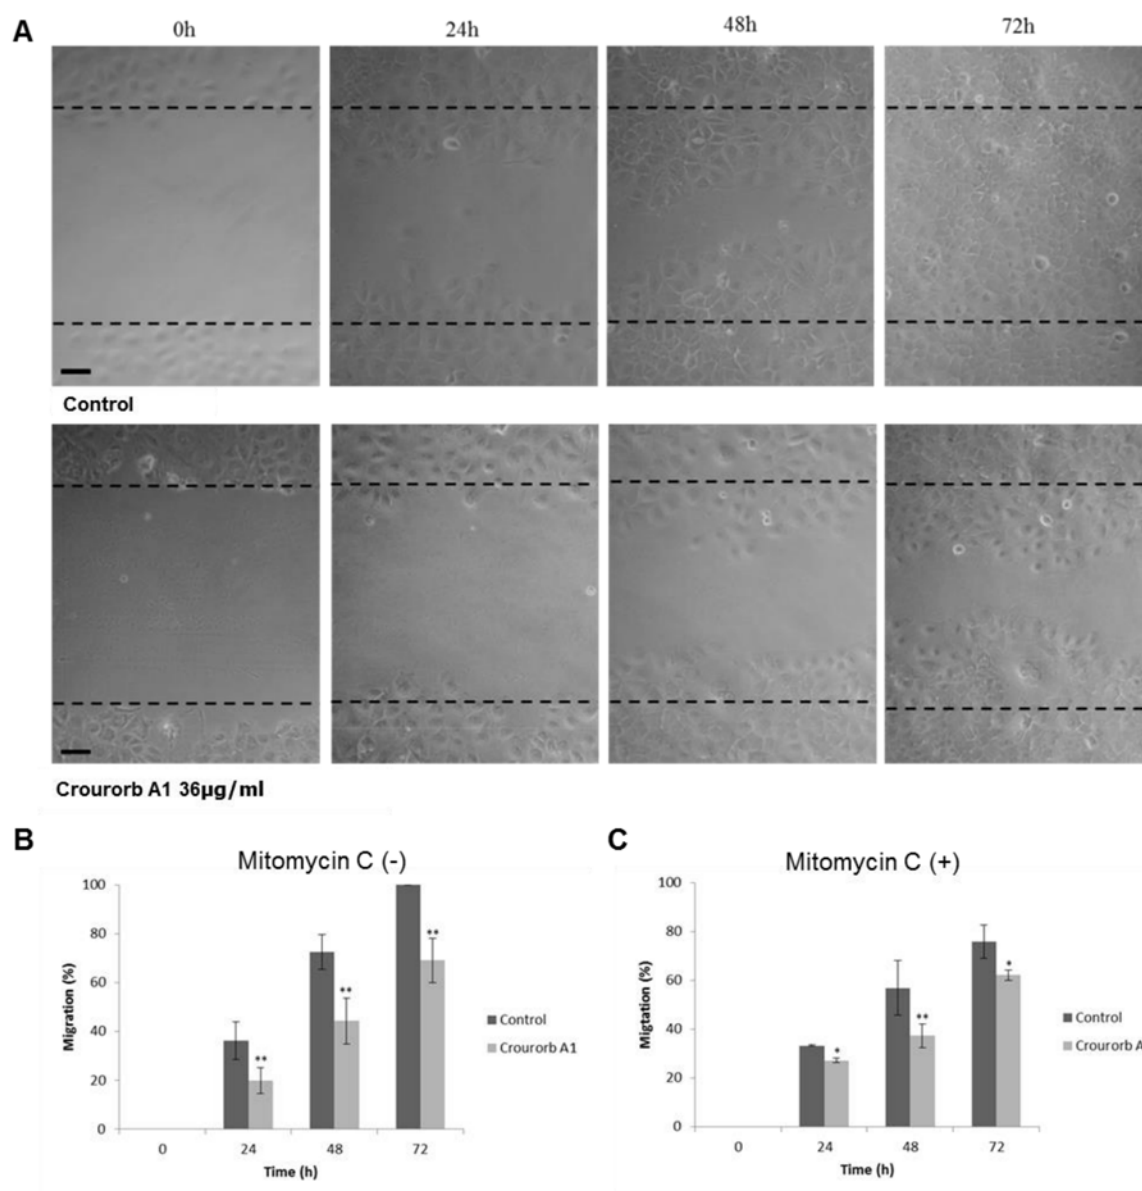 A
0h 24h 48h 72h
Control
Crourorb A1 36µg/ml
B
Mitomycin C (-)
100
80
60
40
20
0
Migration (%)
**
**
**
0 24 48 72
Time (h)
Control
Crourorb A1
C
Mitomycin C (+)
100
80
60
40
20
0
Migtation (%)
*
**
*
0 24 48 72
Time (h)
Control
Crourorb A